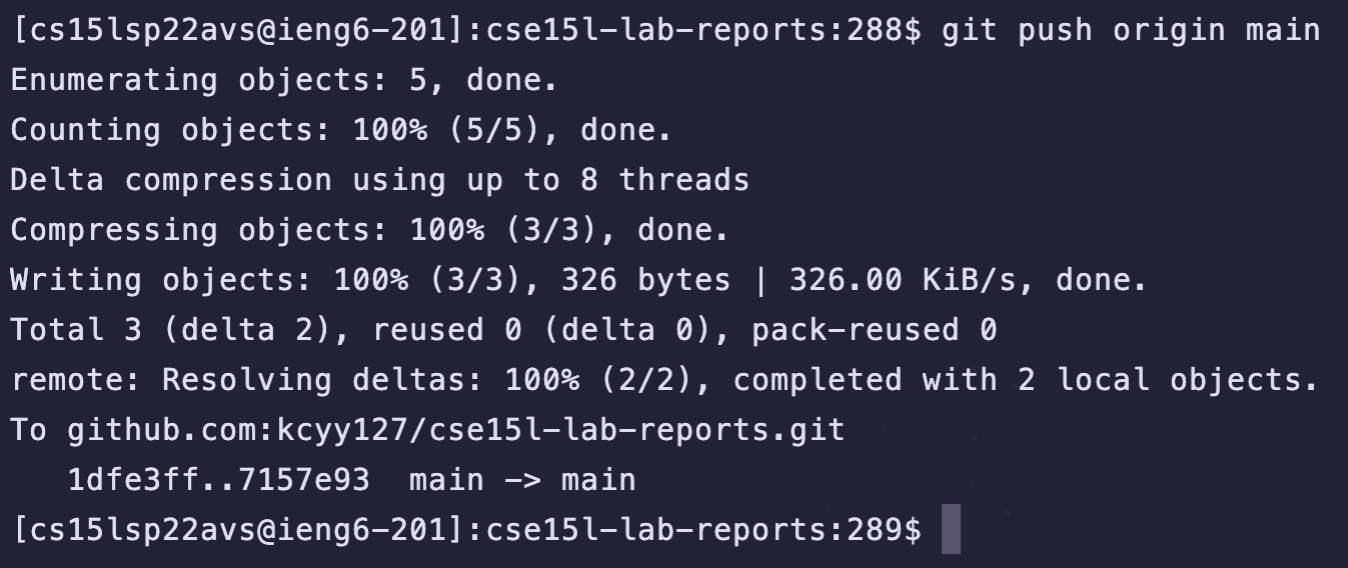 [cs15lsp22avs@ieng6-201]:cse15l-lab-reports:288$ git push origin main
Enumerating objects: 5, done.
Counting objects: 100% (5/5), done.
Delta compression using up to 8 threads
Compressing objects: 100% (3/3), done.
Writing objects: 100% (3/3), 326 bytes | 326.00 KiB/s, done.
Total 3 (delta 2), reused 0 (delta 0), pack-reused 0
remote: Resolving deltas: 100% (2/2), completed with 2 local objects.
To github.com:kcyy127/cse15l-lab-reports.git
   1dfe3ff..7157e93  main -> main
[cs15lsp22avs@ieng6-201]:cse15l-lab-reports:289$